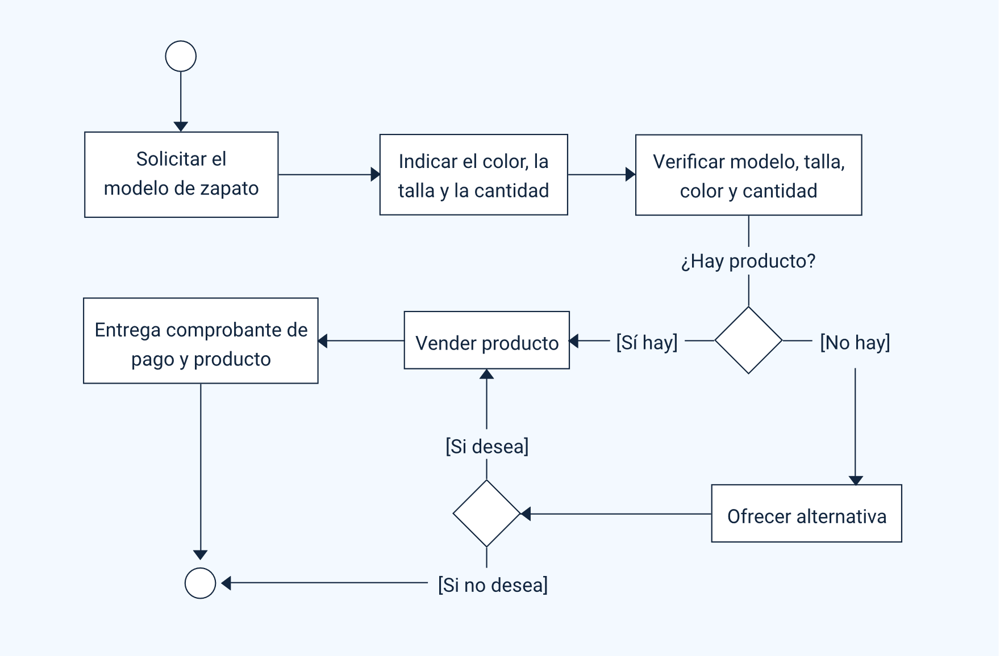 Solicitar el
modelo de zapato
Indicar el color, la
talla y la cantidad
Verificar modelo, talla,
color y cantidad
¿Hay producto?
Entrega comprobante de
pago y producto
Vender producto
[Sí hay]
[No hay]
[Si desea]
Ofrecer alternativa
[Si no desea]